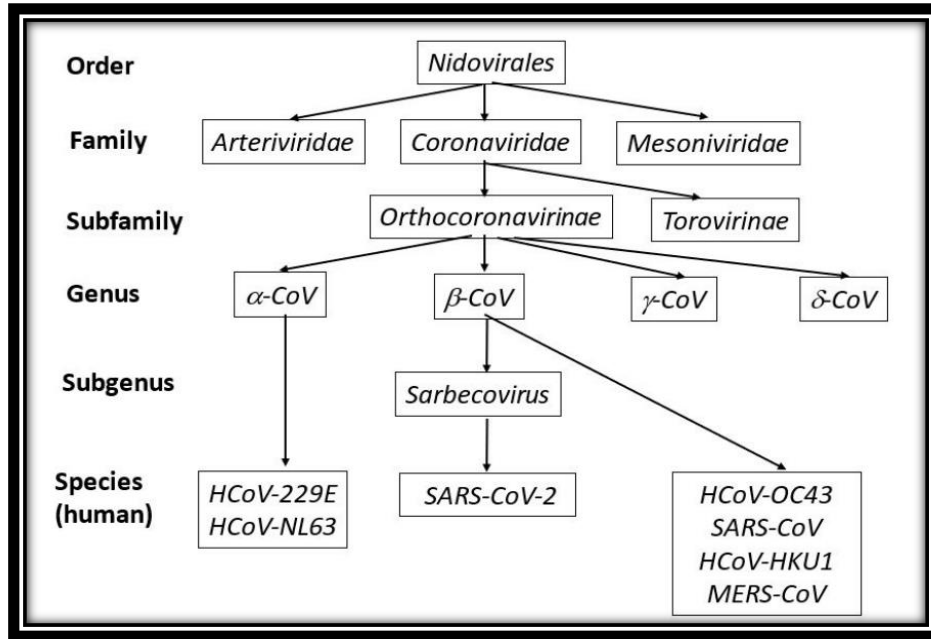 Order
Nidovirales
Family
Arteriviridae
Coronaviridae
Mesoniviridae
Subfamily
Orthocoronavirinae
Torovirinae
Genus
α-CoV
β-CoV
γ-CoV
δ-CoV
Subgenus
Sarbecovirus
Species
(human)
HCoV-229E
HCoV-NL63
SARS-CoV-2
HCoV-OC43
SARS-CoV
HCoV-HKU1
MERS-CoV